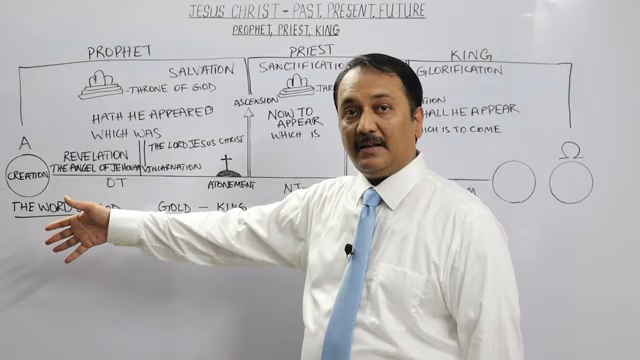 JESUS CHRIST - PAST, PRESENT, FUTURE
PROPHET, PRIEST, KING
PROPHET
PRIEST
KING
SALVATION
SANCTIFICATION
GLORIFICATION
THRONE OF GOD
HATH HE APPEARED
WHICH WAS
ASCENSION
NOW TO
APPEAR
WHICH IS
SHALL HE APPEAR
WHICH IS TO COME
A
Ω
CREATION
REVELATION
THE ANGEL OF JEHOVAH
THE LORD JESUS CHRIST
INCARNATION
ATONEMENT
OT
NT
THE WORD
GOLD - KING